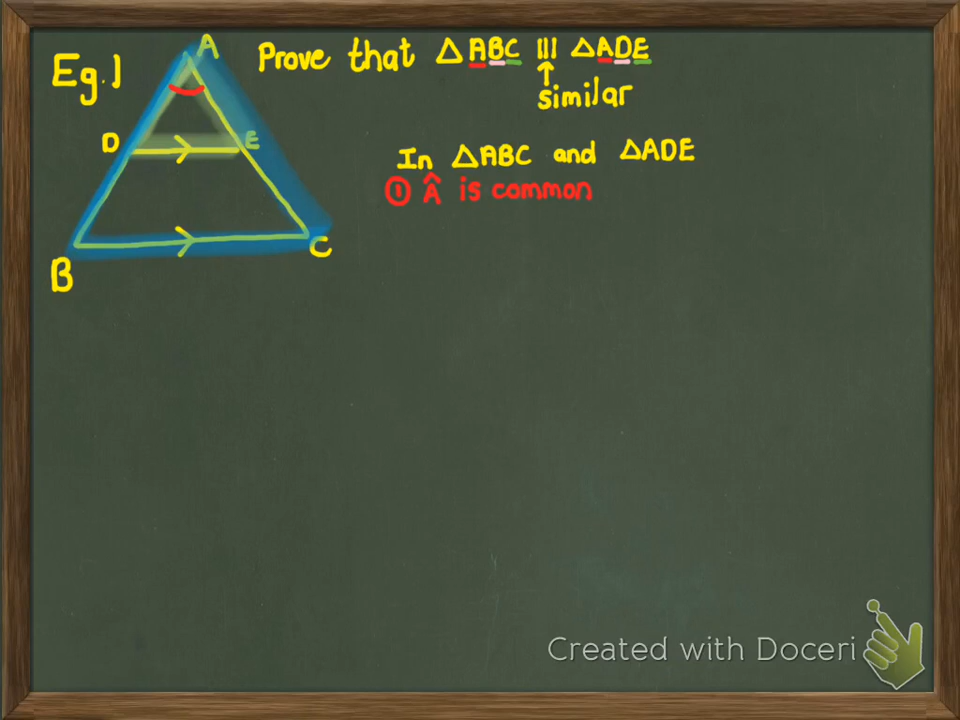 Eg.1
Prove that △ABC ||| △ADE
↑
similar
A
D
E
B
C
In △ABC and △ADE
① Â is common
Created with Doceri